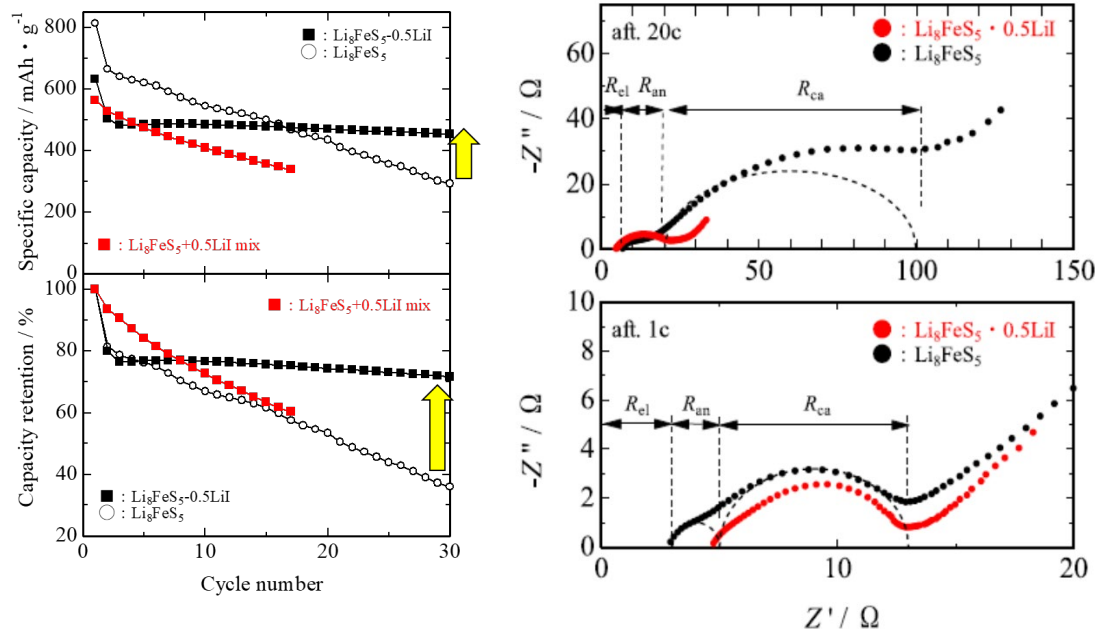 Specific capacity / mAh・g-1
800
600
400
200
0
■ : Li8FeS5-0.5LiI
○ : Li8FeS5
■ : Li8FeS5+0.5LiI mix
Capacity retention / %
100
80
60
40
20
■ : Li8FeS5+0.5LiI mix
■ : Li8FeS5-0.5LiI
○ : Li8FeS5
0 10 20 30
Cycle number
-Z'' / Ω
60
40
20
0
aft. 20c
● : Li8FeS5・0.5LiI
● : Li8FeS5
Rel Ran Rca
0 50 100 150
-Z'' / Ω
10
8
6
4
2
0
aft. 1c
● : Li8FeS5・0.5LiI
● : Li8FeS5
Rel Ran Rca
0 10 20
Z' / Ω